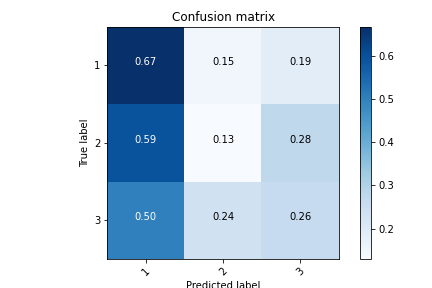 Confusion matrix
1 0.67 0.15 0.19
2 0.59 0.13 0.28
3 0.50 0.24 0.26
True label
1 2 3
Predicted label
0.6
0.5
0.4
0.3
0.2